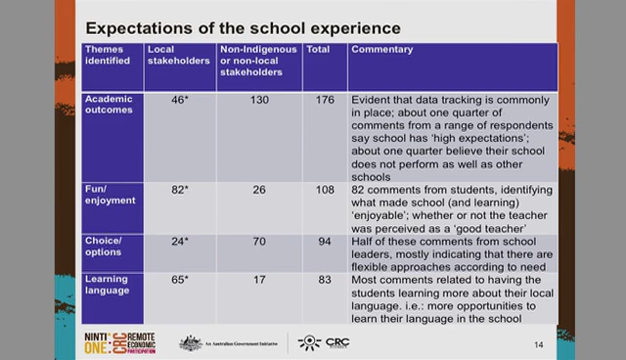 Expectations of the school experience
Themes identified
Local stakeholders
Non-Indigenous or non-local stakeholders
Total
Commentary
Academic outcomes
46*
130
176
Evident that data tracking is commonly
in place; about one quarter of
comments from a range of respondents
say school has ‘high expectations’;
about one quarter believe their school
does not perform as well as other
schools
Fun/
enjoyment
82*
26
108
82 comments from students, identifying
what made school (and learning)
‘enjoyable’; whether or not the teacher
was perceived as a ‘good teacher’
Choice/
options
24*
70
94
Half of these comments from school
leaders, mostly indicating that there are
flexible approaches according to need
Learning
language
65*
17
83
Most comments related to having the
students learning more about their local
language. i.e.: more opportunities to
learn their language in the school
NINTI
ONE
CRC
REMOTE
ECONOMIC
PARTICIPATION
An Australian Government Initiative
CRC
14